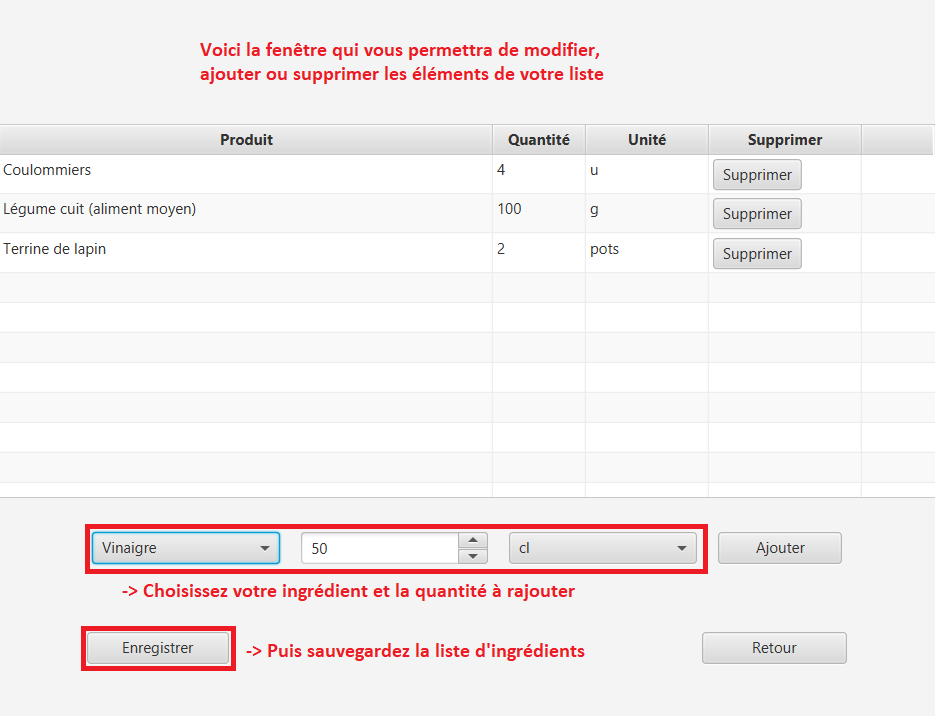 Voici la fenêtre qui vous permettra de modifier,
ajouter ou supprimer les éléments de votre liste
Produit Quantité Unité Supprimer
Coulommiers 4 u Supprimer
Légume cuit (aliment moyen) 100 g Supprimer
Terrine de lapin 2 pots Supprimer
Vinaigre 50 cl Ajouter
-> Choisissez votre ingrédient et la quantité à rajouter
Enregistrer -> Puis sauvegardez la liste d'ingrédients Retour